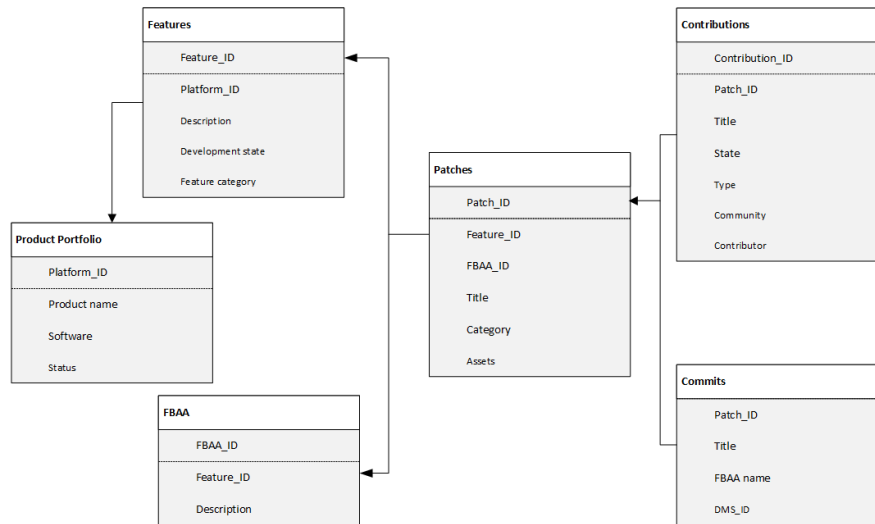 Features
Feature_ID
Platform_ID
Description
Development state
Feature category
Product Portfolio
Platform_ID
Product name
Software
Status
FBAA
FBAA_ID
Feature_ID
Description
Patches
Patch_ID
Feature_ID
FBAA_ID
Title
Category
Assets
Contributions
Contribution_ID
Patch_ID
Title
State
Type
Community
Contributor
Commits
Patch_ID
Title
FBAA name
DMS_ID